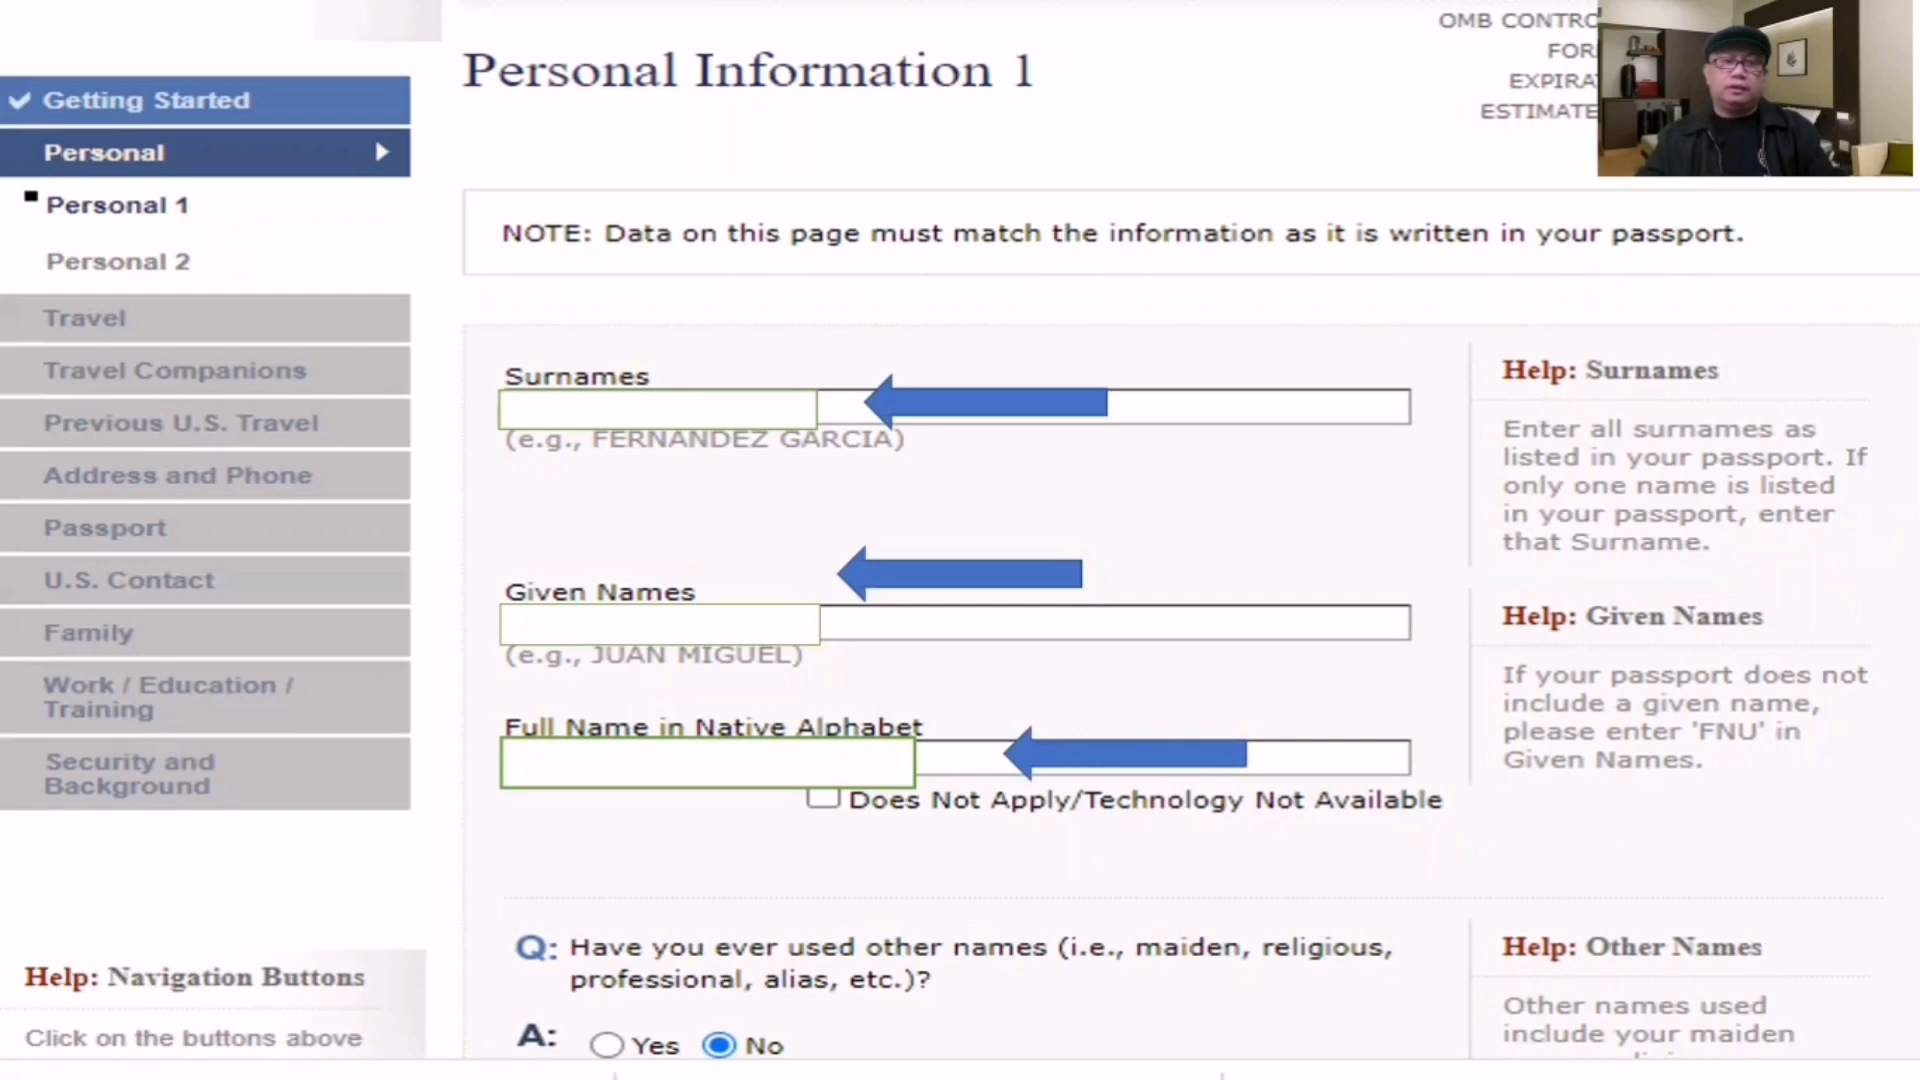 OMB CONTRO
FOR
EXPIRA
ESTIMATE
Personal Information 1
Getting Started
Personal
Personal 1
Personal 2
Travel
Travel Companions
Previous U.S. Travel
Address and Phone
Passport
U.S. Contact
Family
Work / Education /
Training
Security and
Background
Help: Navigation Buttons
Click on the buttons above
NOTE: Data on this page must match the information as it is written in your passport.
Surnames
(e.g., FERNANDEZ GARCIA)
Given Names
(e.g., JUAN MIGUEL)
Full Name in Native Alphabet
Does Not Apply/Technology Not Available
Q: Have you ever used other names (i.e., maiden, religious,
professional, alias, etc.)?
A: Yes No
Help: Surnames
Enter all surnames as
listed in your passport. If
only one name is listed
in your passport, enter
that Surname.
Help: Given Names
If your passport does not
include a given name,
please enter 'FNU' in
Given Names.
Help: Other Names
Other names used
include your maiden